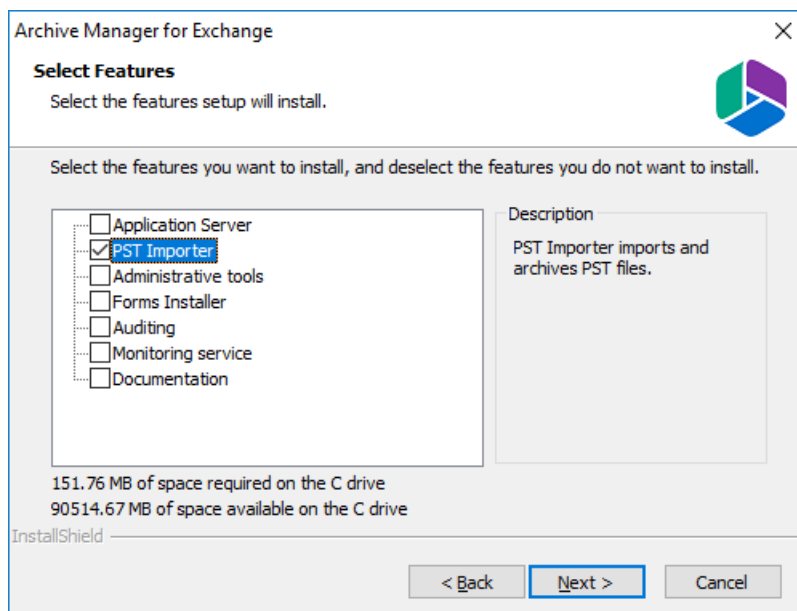 Archive Manager for Exchange
Select Features
Select the features setup will install.
Select the features you want to install, and deselect the features you do not want to install.
Application Server
PST Importer
Administrative tools
Forms Installer
Auditing
Monitoring service
Documentation
Description
PST Importer imports and
archives PST files.
151.76 MB of space required on the C drive
90514.67 MB of space available on the C drive
InstallShield
< Back
Next >
Cancel